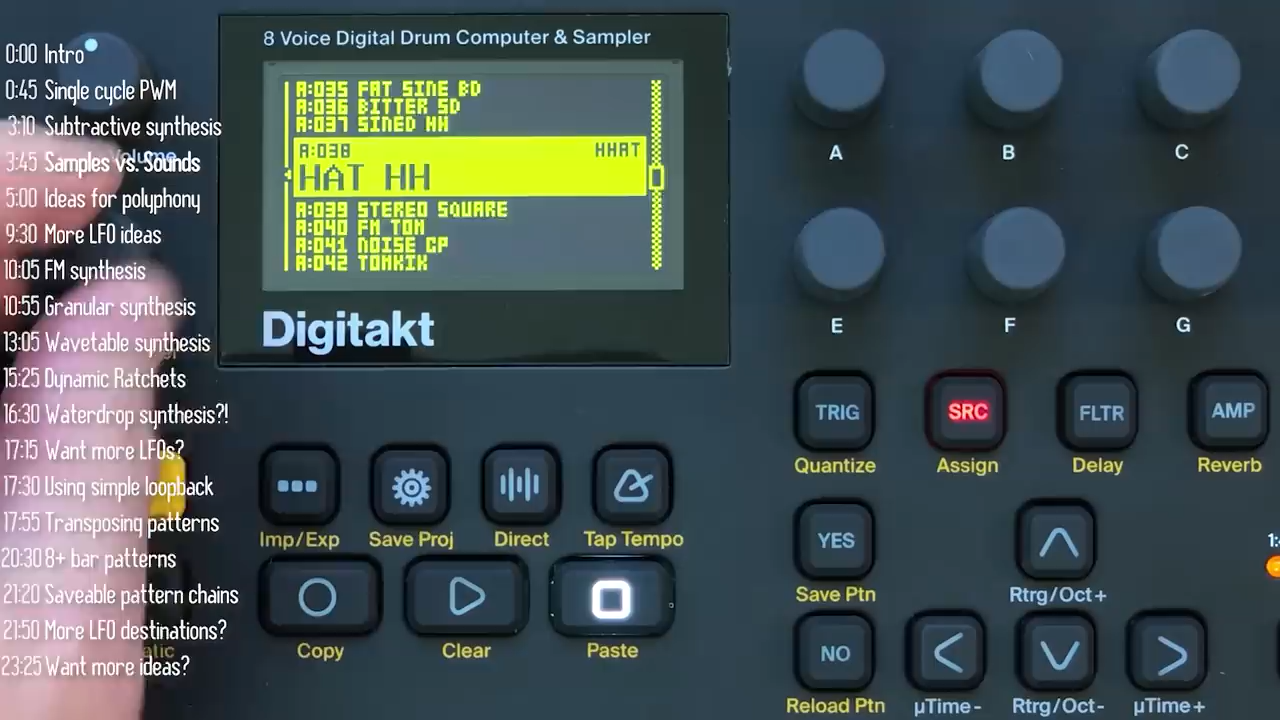 0:00 Intro
0:45 Single cycle PWM
3:10 Subtractive synthesis
3:45 Samples vs. Sounds
5:00 Ideas for polyphony
9:30 More LFO ideas
10:05 FM synthesis
10:55 Granular synthesis
13:05 Wavetable synthesis
15:25 Dynamic Ratchets
16:30 Waterdrop synthesis?!
17:15 Want more LFOs?
17:30 Using simple loopback
17:55 Transposing patterns
20:30 8+ bar patterns
21:20 Saveable pattern chains
21:50 More LFO destinations?
23:25 Want more ideas?
Volume
8 Voice Digital Drum Computer & Sampler
A:035 FAT SINE BD
A:036 BITTER SD
A:037 SINED HH
A:038 HHAT
HAT HH
A:039 STEREO SQUARE
A:040 FM TOM
A:041 NOISE CP
A:042 TOMKIK
Digitakt
A B C
E F G
TRIG SRC FLTR AMP
Quantize Assign Delay Reverb
Imp/Exp Save Proj Direct Tap Tempo
YES
Save Ptn Rtrg/Oct+
Copy Clear Paste
NO
Reload Ptn µTime- Rtrg/Oct- µTime+